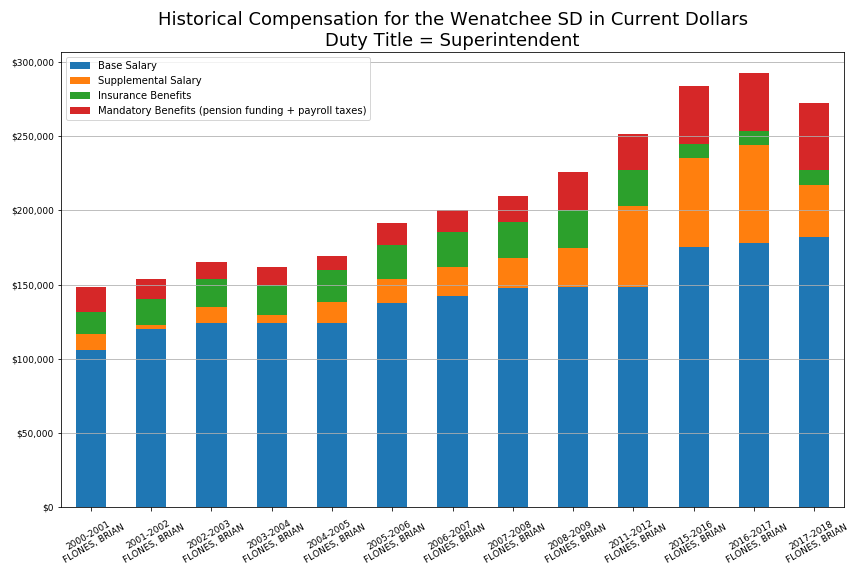 Historical Compensation for the Wenatchee SD in Current Dollars
Duty Title = Superintendent
Base Salary
Supplemental Salary
Insurance Benefits
Mandatory Benefits (pension funding + payroll taxes)
$300,000
$250,000
$200,000
$150,000
$100,000
$50,000
$0
2000-2001
FLONES, BRIAN
2001-2002
FLONES, BRIAN
2002-2003
FLONES, BRIAN
2003-2004
FLONES, BRIAN
2004-2005
FLONES, BRIAN
2005-2006
FLONES, BRIAN
2006-2007
FLONES, BRIAN
2007-2008
FLONES, BRIAN
2008-2009
FLONES, BRIAN
2011-2012
FLONES, BRIAN
2015-2016
FLONES, BRIAN
2016-2017
FLONES, BRIAN
2017-2018
FLONES, BRIAN